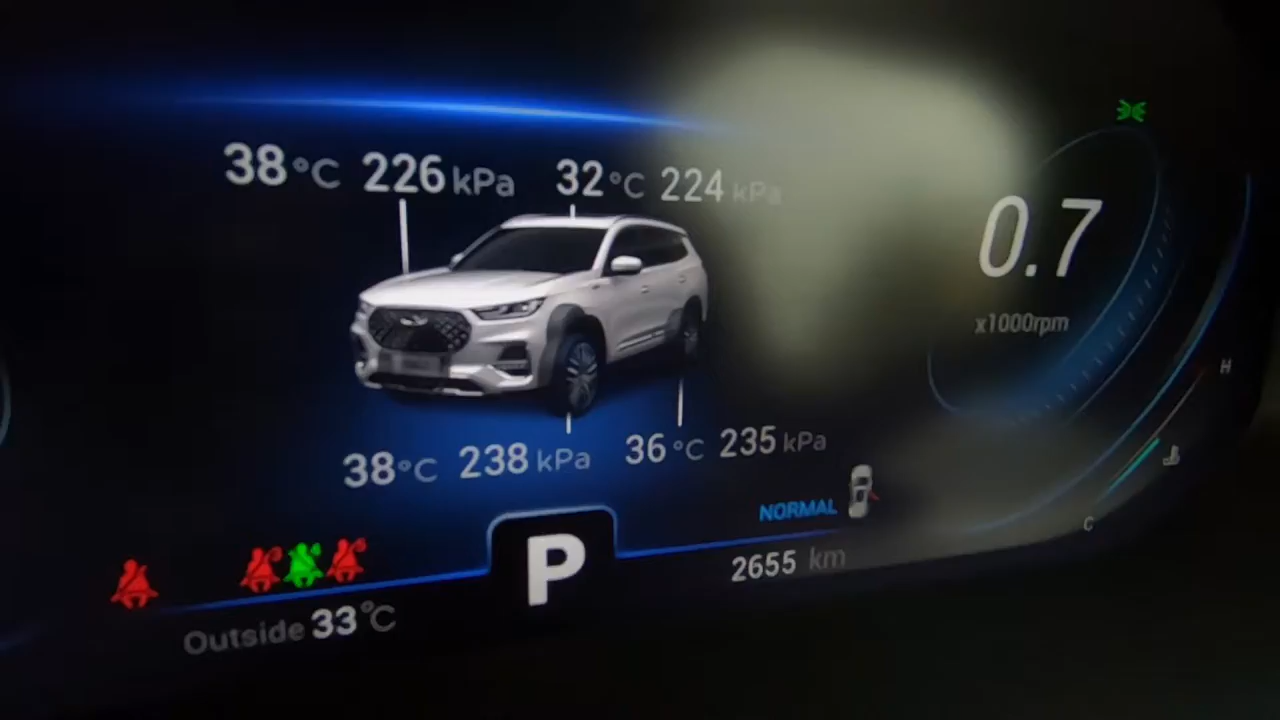 38 °C 226 kPa 32 °C 224 kPa
0.7
x1000rpm
H
38 °C 238 kPa 36 °C 235 kPa
NORMAL
C
P
2655 km
Outside 33 °C